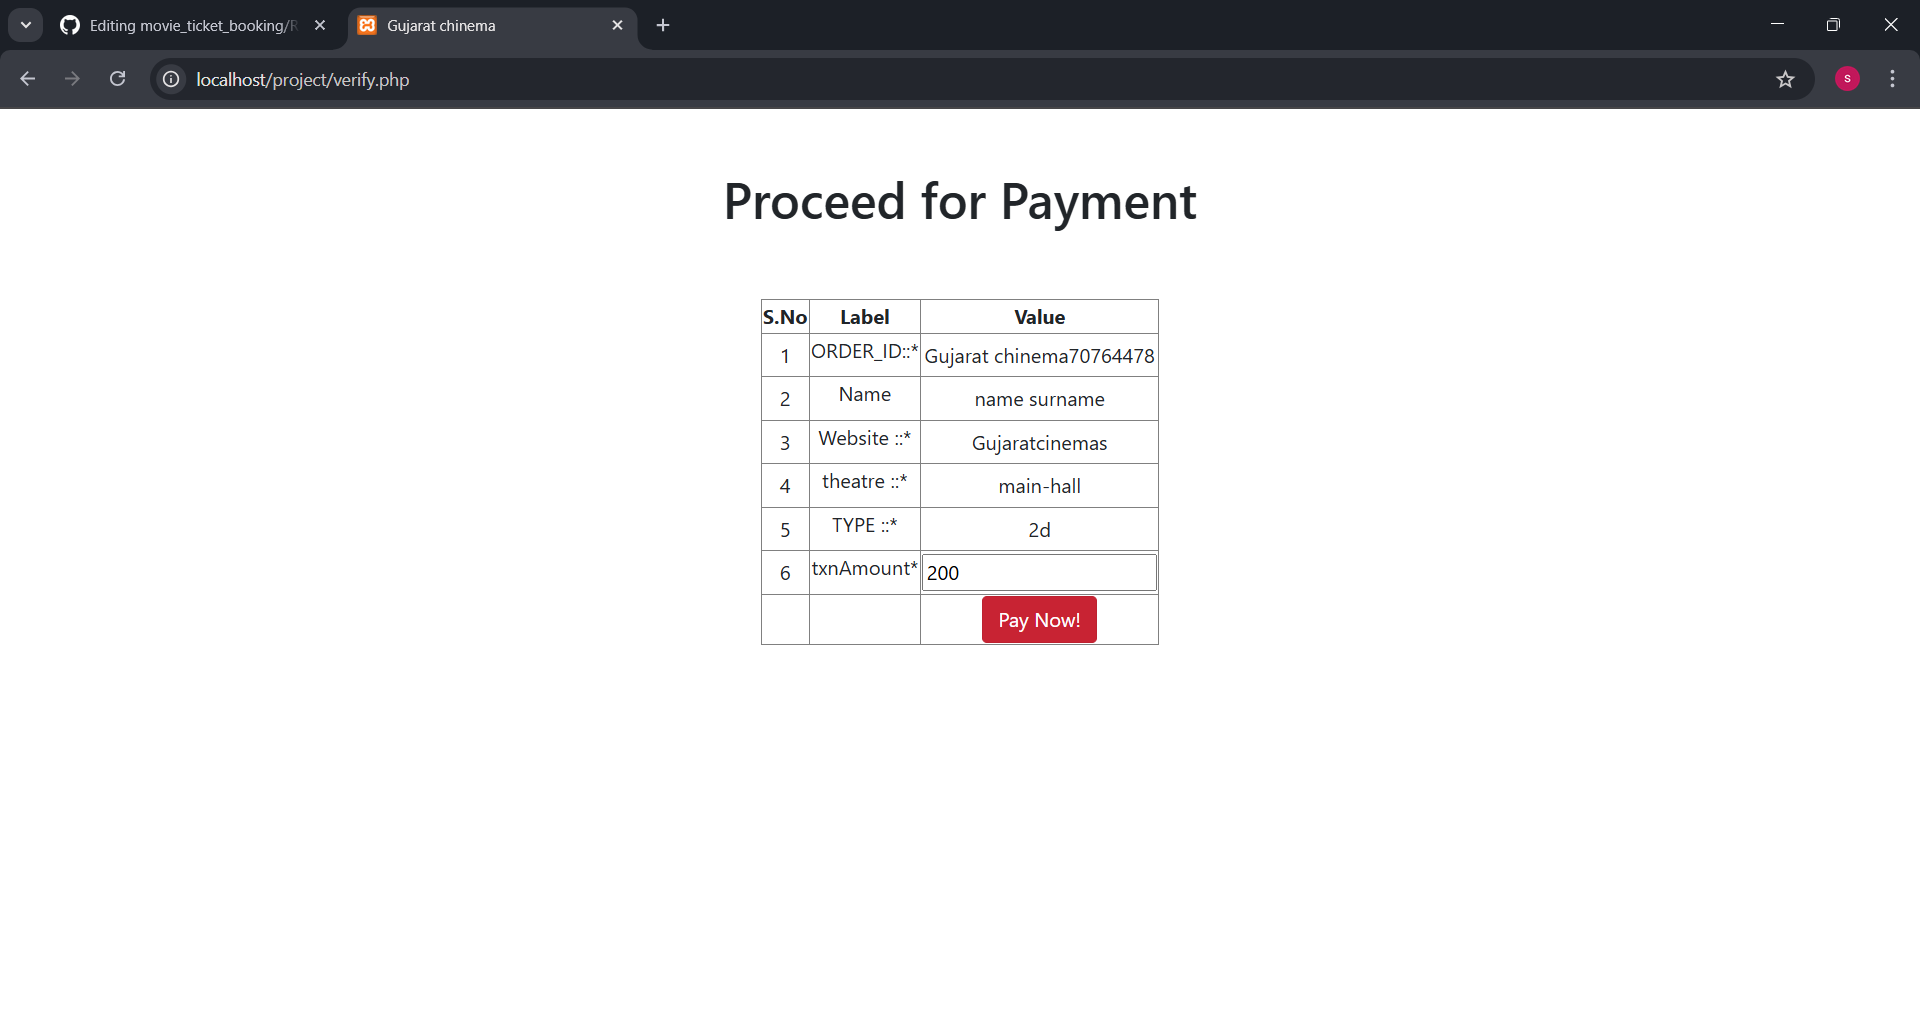 Editing movie_ticket_booking/R
Gujarat chinema
localhost/project/verify.php
S
Proceed for Payment
S.No Label Value
1 ORDER_ID::* Gujarat chinema70764478
2 Name name surname
3 Website ::* Gujaratcinemas
4 theatre ::* main-hall
5 TYPE ::* 2d
6 txnAmount* 200
Pay Now!